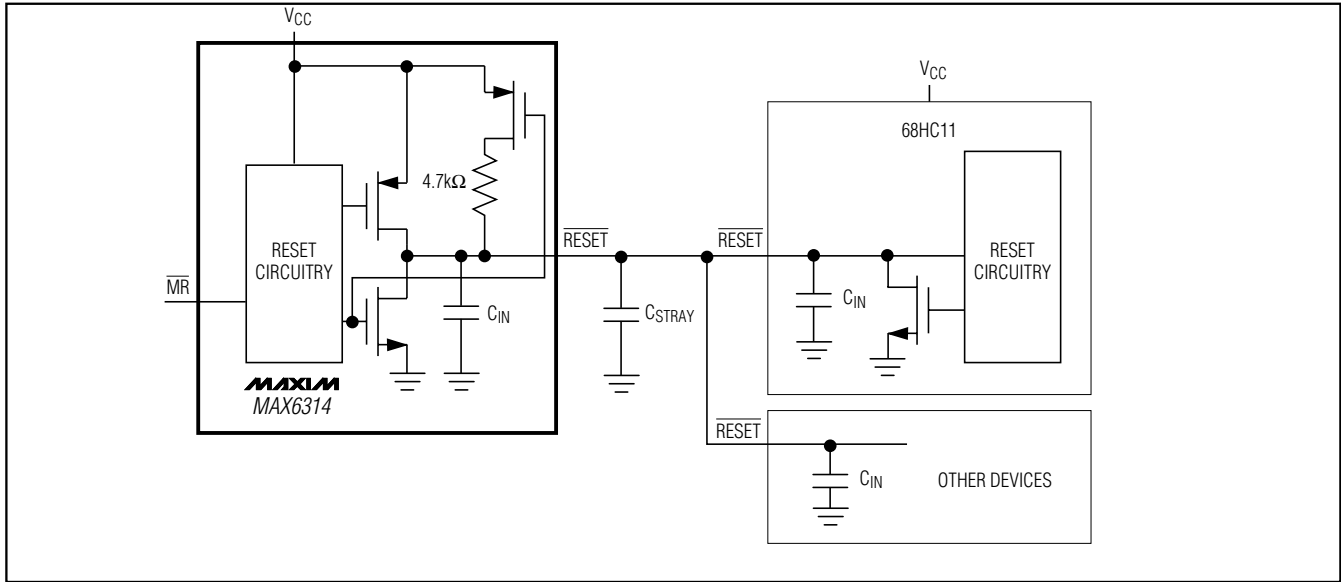 VCC
4.7kΩ
RESET
CIRCUITRY
MR
CIN
MAXIM
MAX6314
RESET
CSTRAY
RESET
VCC
68HC11
CIN
RESET
CIRCUITRY
RESET
CIN
OTHER DEVICES